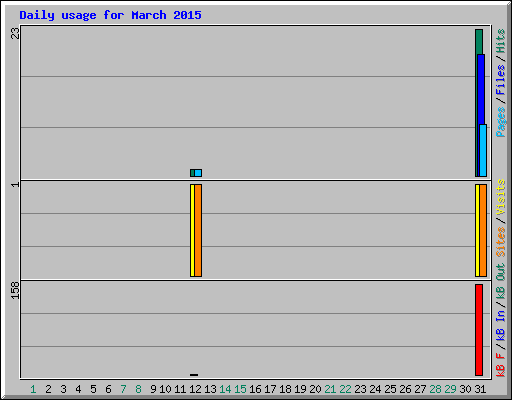 Daily usage for March 2015
23
1
158
Pages / Files / Hits
Sites / Visits
kB F / kB In / kB Out
1 2 3 4 5 6 7 8 9 10 11 12 13 14 15 16 17 18 19 20 21 22 23 24 25 26 27 28 29 30 31